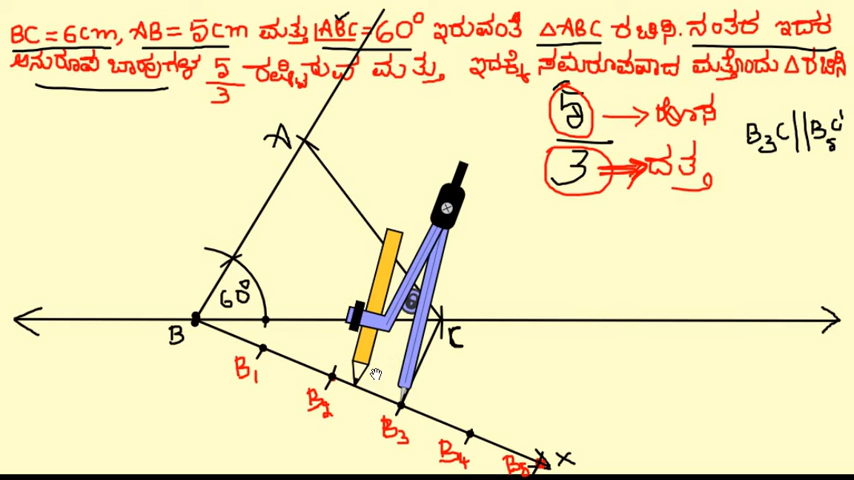 BC=6cm, AB=5cm ಮತ್ತು ∟ABC=60° ಇರುವಂತೆ △ABC ರಚಿಸಿ. ನಂತರ ಇದರ
ಅನುರೂಪ ಬಾಹುಗಳ 5/3 ರಷ್ಟಿರುವ ಮತ್ತು ಇದಕ್ಕೆ ಸಮರೂಪವಾದ ಮತ್ತೊಂದು △ರಚಿಸಿ
5 → ಹೊಸ
3 → ದತ್ತ
B₃C||B₅C'
A
60°
B
C
B₁
B₂
B₃
B₄
B₅
X